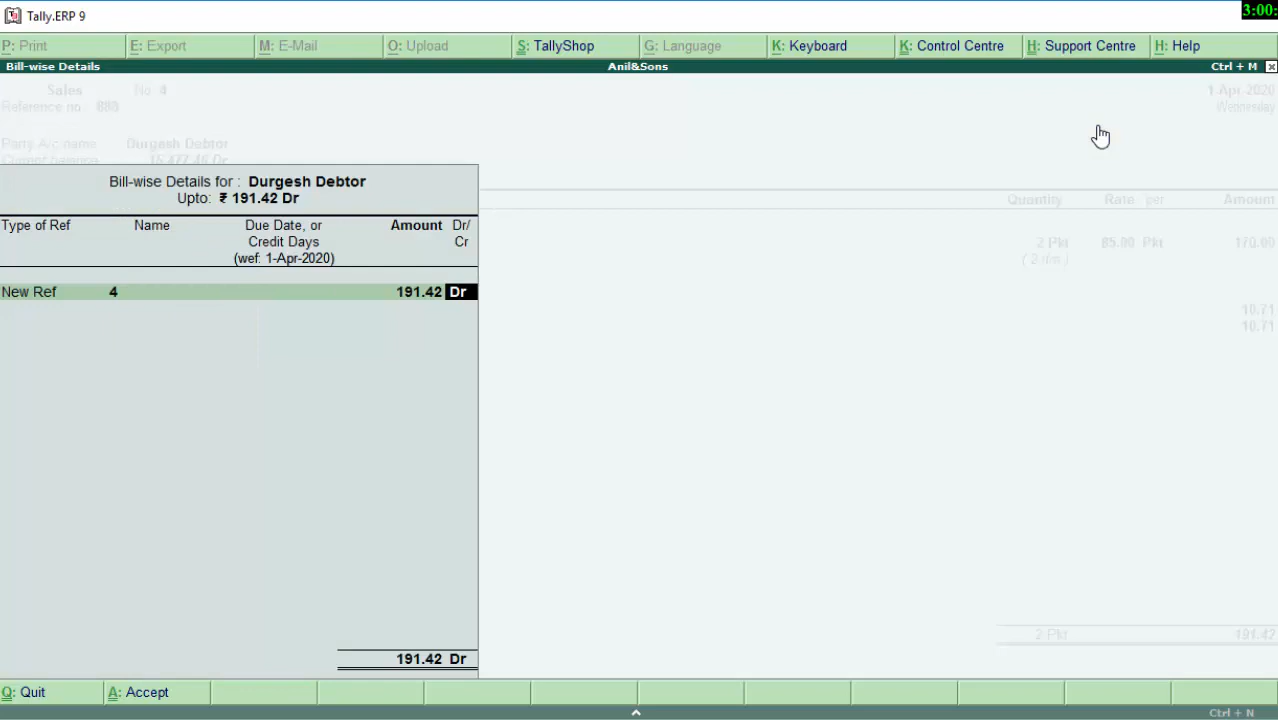 Tally.ERP 9
3:00:
P: Print E: Export M: E-Mail O: Upload S: TallyShop G: Language K: Keyboard K: Control Centre H: Support Centre H: Help
Bill-wise Details Anil&Sons Ctrl + M
Sales No. 4 1-Apr-2020
Reference no. 888 Wednesday
Party A/c name Durgesh Debtor
Current balance 15,477.46 Dr
Bill-wise Details for : Durgesh Debtor
Upto: ₹ 191.42 Dr
Quantity Rate per Amount
Type of Ref Name Due Date, or Amount Dr/
Credit Days Cr
(wef: 1-Apr-2020)
2 Pkt 85.00 Pkt 170.00
New Ref 4 191.42 Dr
10.71
10.71
2 Pkt 191.42
191.42 Dr
Q: Quit A: Accept
Ctrl + N